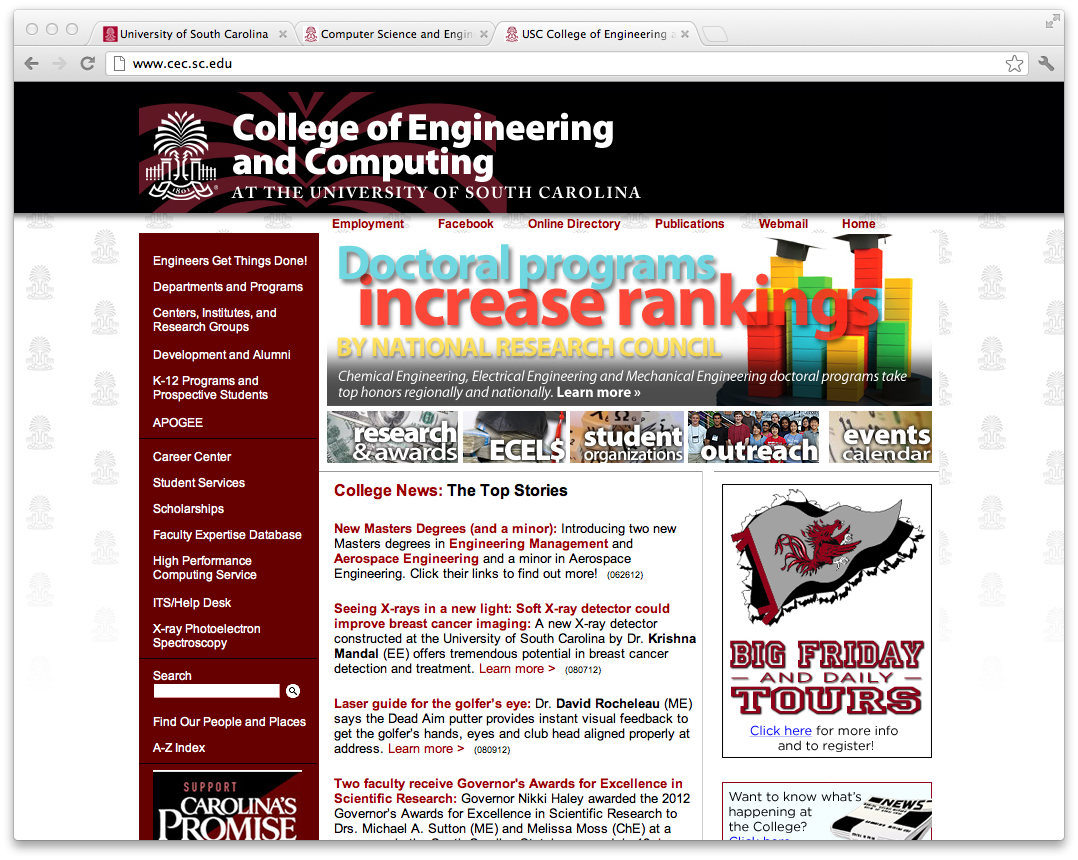 University of South Carolina
Computer Science and Engin
USC College of Engineering a
www.cec.sc.edu
College of Engineering
and Computing
AT THE UNIVERSITY OF SOUTH CAROLINA
1801
Employment Facebook Online Directory Publications Webmail Home
Engineers Get Things Done!
Departments and Programs
Centers, Institutes, and
Research Groups
Development and Alumni
K-12 Programs and
Prospective Students
APOGEE
Career Center
Student Services
Scholarships
Faculty Expertise Database
High Performance
Computing Service
ITS/Help Desk
X-ray Photoelectron
Spectroscopy
Search
Find Our People and Places
A-Z Index
SUPPORT
CAROLINA'S
PROMISE
Doctoral programs
increase rankings
BY NATIONAL RESEARCH COUNCIL
Chemical Engineering, Electrical Engineering and Mechanical Engineering doctoral programs take
top honors regionally and nationally. Learn more »
research
& awards
ECEL$
student
organizations
outreach
events
calendar
College News: The Top Stories
New Masters Degrees (and a minor): Introducing two new
Masters degrees in Engineering Management and
Aerospace Engineering and a minor in Aerospace
Engineering. Click their links to find out more! (062612)
Seeing X-rays in a new light: Soft X-ray detector could
improve breast cancer imaging: A new X-ray detector
constructed at the University of South Carolina by Dr. Krishna
Mandal (EE) offers tremendous potential in breast cancer
detection and treatment. Learn more > (080712)
Laser guide for the golfer's eye: Dr. David Rocheleau (ME)
says the Dead Aim putter provides instant visual feedback to
get the golfer's hands, eyes and club head aligned properly at
address. Learn more > (080912)
Two faculty receive Governor's Awards for Excellence in
Scientific Research: Governor Nikki Haley awarded the 2012
Governor's Awards for Excellence in Scientific Research to
Drs. Michael A. Sutton (ME) and Melissa Moss (ChE) at a
BIG FRIDAY
AND DAILY
TOURS
Click here for more info
and to register!
Want to know what's
happening at
the College?
Click here
NEWS